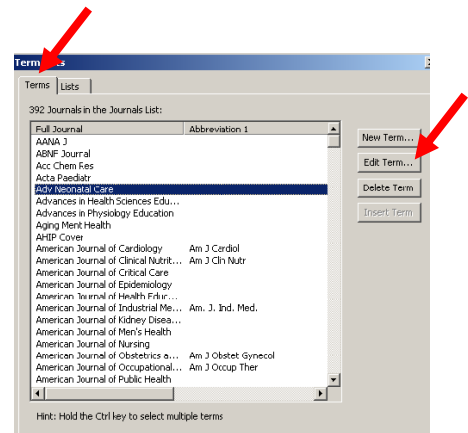 Terms Lists
392 Journals in the Journals List:
Full Journal Abbreviation 1
AANA J
ABNF Journal
Acc Chem Res
Acta Paediatr
Adv Neonatal Care
Advances in Health Sciences Edu...
Advances in Physiology Education
Aging Ment Health
AHIP Cover
American Journal of Cardiology Am J Cardiol
American Journal of Clinical Nutrit... Am J Clin Nutr
American Journal of Critical Care
American Journal of Epidemiology
American Journal of Health Educ...
American Journal of Industrial Me... Am. J. Ind. Med.
American Journal of Kidney Disea...
American Journal of Men's Health
American Journal of Nursing
American Journal of Obstetrics a... Am J Obstet Gynecol
American Journal of Occupational... Am J Occup Ther
American Journal of Public Health
New Term...
Edit Term...
Delete Term
Insert Term
Hint: Hold the Ctrl key to select multiple terms